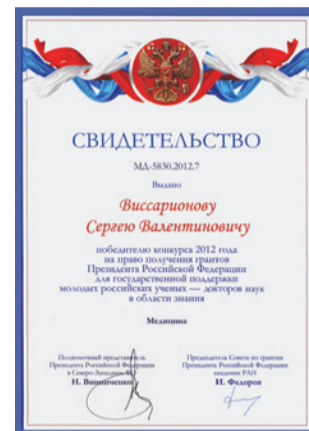 СВИДЕТЕЛЬСТВО
МД-5830.2012.7
Выдано
Виссарионову
Сергею Валентиновичу
победителю конкурса 2012 года
на право получения грантов
Президента Российской Федерации
для государственной поддержки
молодых российских ученых — докторов наук
в области знания
Медицина
Полномочный представитель
Президента Российской Федерации
в Северо-Западном ФО
Н. Винниченко
Председатель Совета по грантам
Президента Российской Федерации
академик РАН
И. Федоров